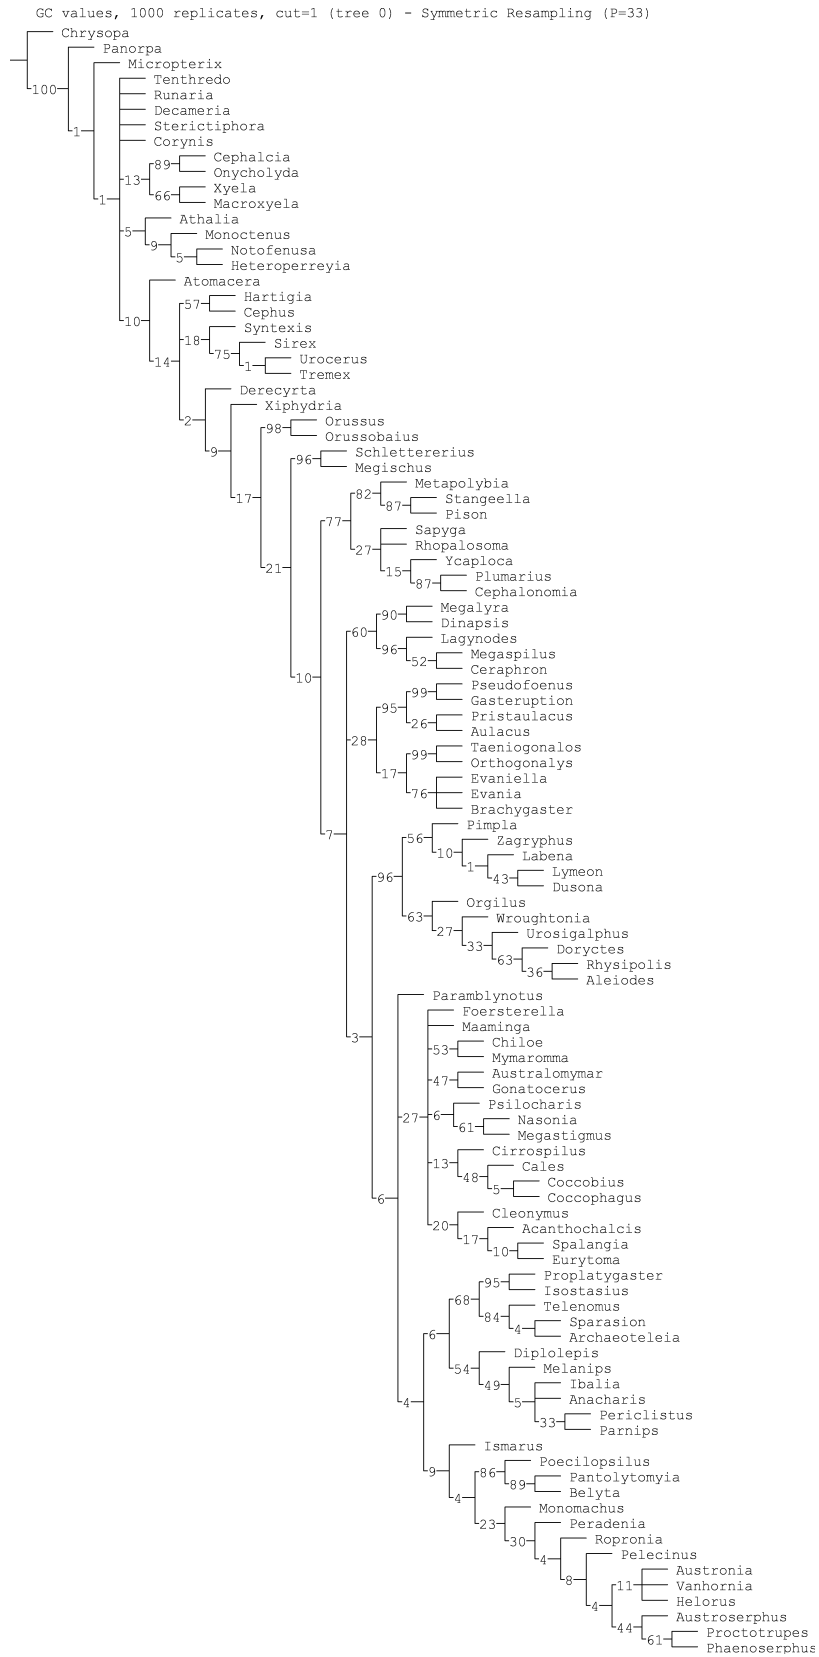 GC values, 1000 replicates, cut=1 (tree 0) - Symmetric Resampling (P=33)
Chrysopa
Panorpa
100
Micropterix
Tenthredo
Runaria
Decameria
Sterictiphora
1
Corynis
Cephalcia
89
Onycholyda
13
Xyela
66
1
Macroxyela
Athalia
5
Monoctenus
9
Notofenusa
5
Heteroperreyia
Atomacera
Hartigia
57
Cephus
10
Syntexis
18
Sirex
75
14
Urocerus
1
Tremex
Derecyrta
Xiphydria
2
Orussus
98
Orussobaius
9
Schlettererius
96
Megischus
Metapolybia
82
17
Stangeella
87
Pison
77
Sapyga
Rhopalosoma
27
Ycaploca
21
15
Plumarius
87
Cephalonomia
Megalyra
90
Dinapsis
60
Lagynodes
96
Megaspilus
52
Ceraphron
10
Pseudofoenus
99
Gasteruption
95
Pristaulacus
26
Aulacus
28
Taeniogonalos
99
Orthogonalys
17
Evaniella
76
Evania
Brachygaster
Pimpla
7
56
Zagryphus
10
Labena
1
Lymeon
96
43
Dusona
Orgilus
63
Wroughtonia
27
Urosigalphus
33
Doryctes
63
Rhysipolis
36
Aleiodes
Paramblynotus
Foersterella
Maaminga
3
Chiloe
53
Mymaromma
Australomymar
47
Gonatocerus
Psilocharis
27
6
Nasonia
61
Megastigmus
Cirrospilus
13
Cales
48
Coccobius
5
6
Coccophagus
Cleonymus
20
Acanthochalcis
17
Spalangia
10
Eurytoma
Proplatygaster
95
Isostasius
68
Telenomus
84
Sparasion
4
6
Archaeoteleia
Diplolepis
54
Melanips
49
Ibalia
4
5
Anacharis
Periclistus
33
Parnips
Ismarus
Poecilopsilus
9
86
Pantolytomyia
89
4
Belyta
Monomachus
23
Peradenia
30
Ropronia
4
Pelecinus
8
Austronia
11
Vanhornia
4
Helorus
Austroserphus
44
Proctotrupes
61
Phaenoserphus